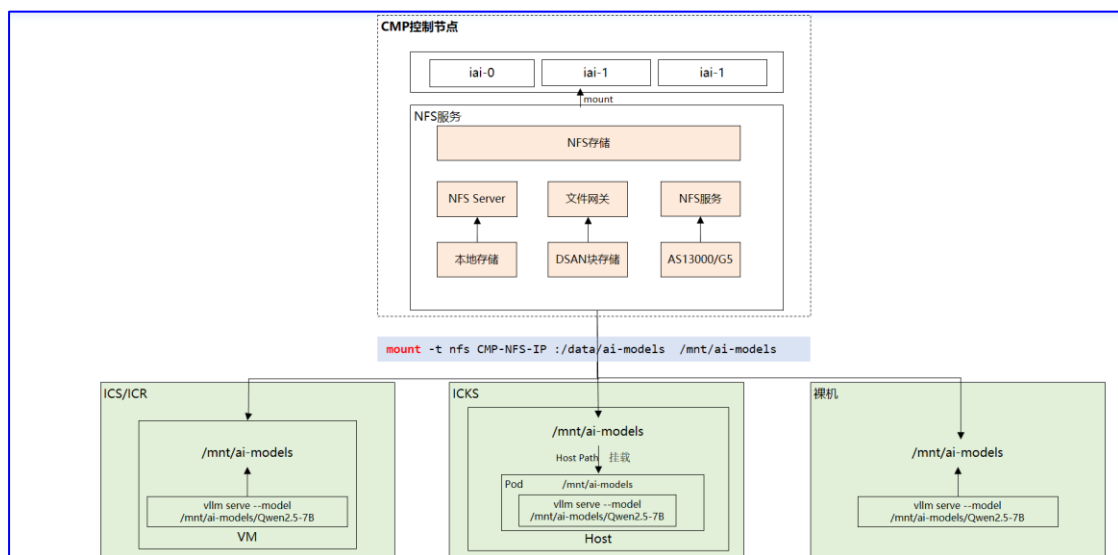 CMP控制节点
iai-0
iai-1
iai-1
mount
NFS服务
NFS存储
NFS Server
文件网关
NFS服务
本地存储
DSAN块存储
AS13000/G5
mount -t nfs CMP-NFS-IP :/data/ai-models /mnt/ai-models
ICS/ICR
/mnt/ai-models
vllm serve --model
/mnt/ai-models/Qwen2.5-7B
VM
ICKS
/mnt/ai-models
Host Path 挂载
Pod /mnt/ai-models
vllm serve --model
/mnt/ai-models/Qwen2.5-7B
Host
裸机
/mnt/ai-models
vllm serve --model
/mnt/ai-models/Qwen2.5-7B